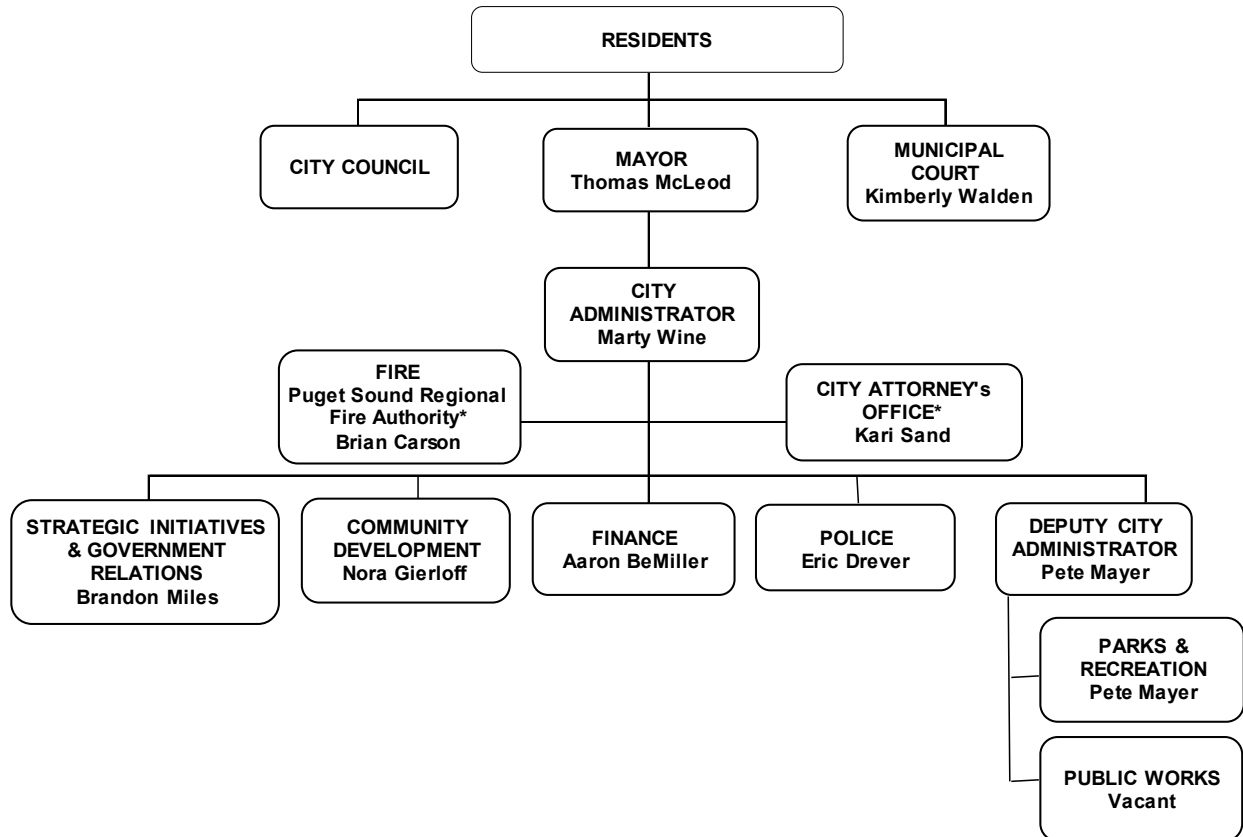 RESIDENTS
CITY COUNCIL
MAYOR
Thomas McLeod
MUNICIPAL
COURT
Kimberly Walden
CITY
ADMINISTRATOR
Marty Wine
FIRE
Puget Sound Regional
Fire Authority*
Brian Carson
CITY ATTORNEY's
OFFICE*
Kari Sand
STRATEGIC INITIATIVES
& GOVERNMENT
RELATIONS
Brandon Miles
COMMUNITY
DEVELOPMENT
Nora Gierloff
FINANCE
Aaron BeMiller
POLICE
Eric Drever
DEPUTY CITY
ADMINISTRATOR
Pete Mayer
PARKS &
RECREATION
Pete Mayer
PUBLIC WORKS
Vacant